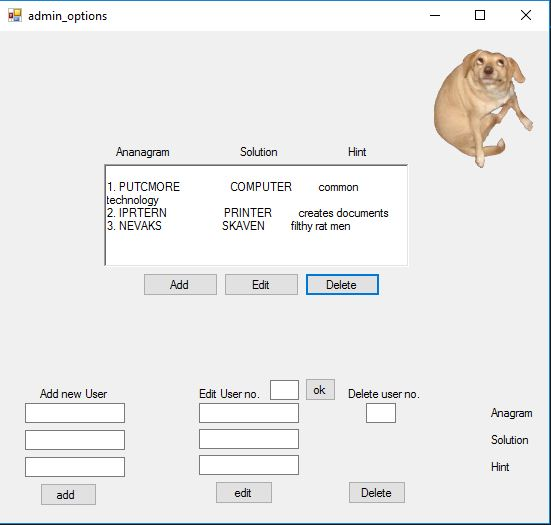 admin_options
Ananagram Solution Hint
1. PUTCMORE COMPUTER common
technology
2. IPRTERN PRINTER creates documents
3. NEVAKS SKAVEN filthy rat men
Add Edit Delete
Add new User Edit User no. ok Delete user no.
Anagram
Solution
Hint
add edit Delete